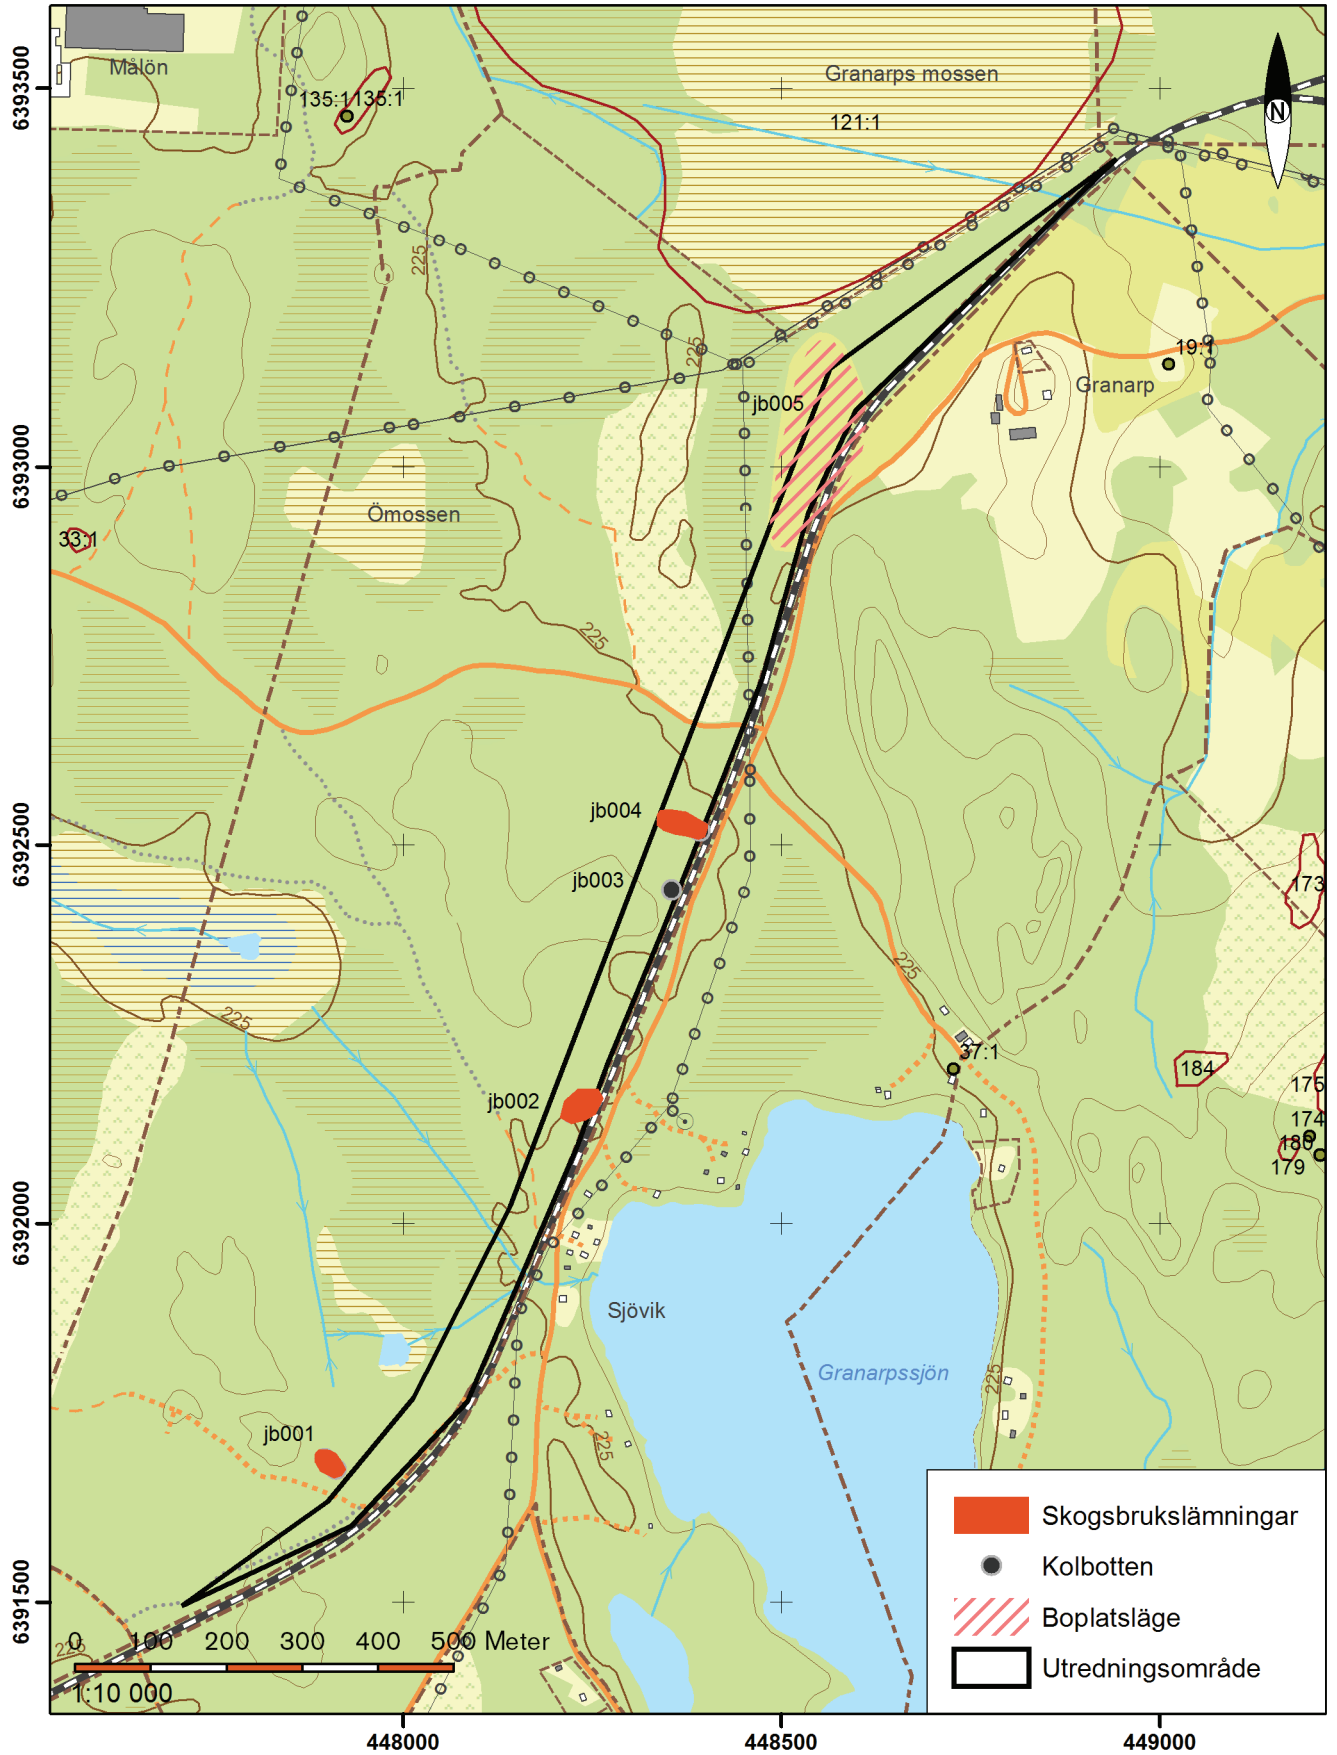 Målön
135:1
135:1
Granarps mossen
121:1
N
225
225
jb005
19:1
Granarp
Ömossen
33:1
225
jb004
jb003
173
225
225
37:1
184
175
jb002
174
180
179
Sjövik
Granarpssjön
225
jb001
225
225
0 100 200 300 400 500 Meter
1:10 000
Skogsbrukslämningar
Kolbotten
Boplatsläge
Utredningsområde
6393500
6393000
6392500
6392000
6391500
448000
448500
449000